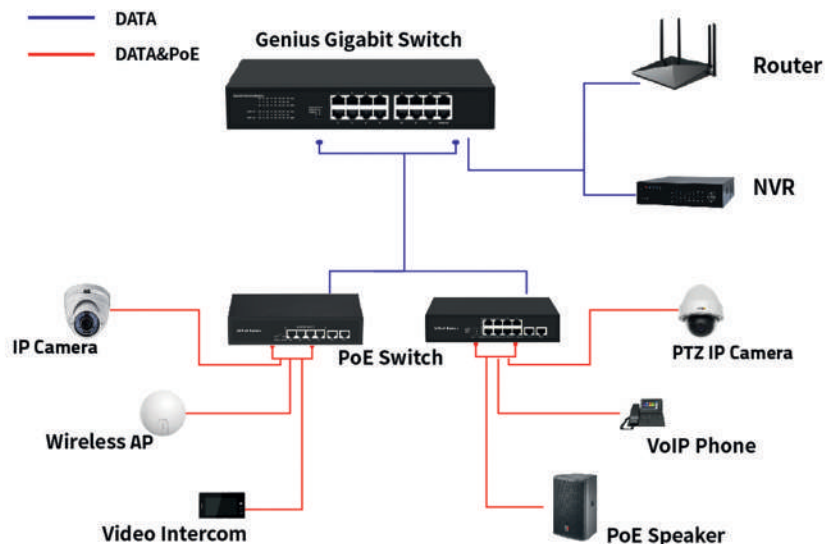 DATA
DATA&PoE
Genius Gigabit Switch
Router
NVR
IP Camera
PoE Switch
PTZ IP Camera
Wireless AP
VoIP Phone
Video Intercom
PoE Speaker